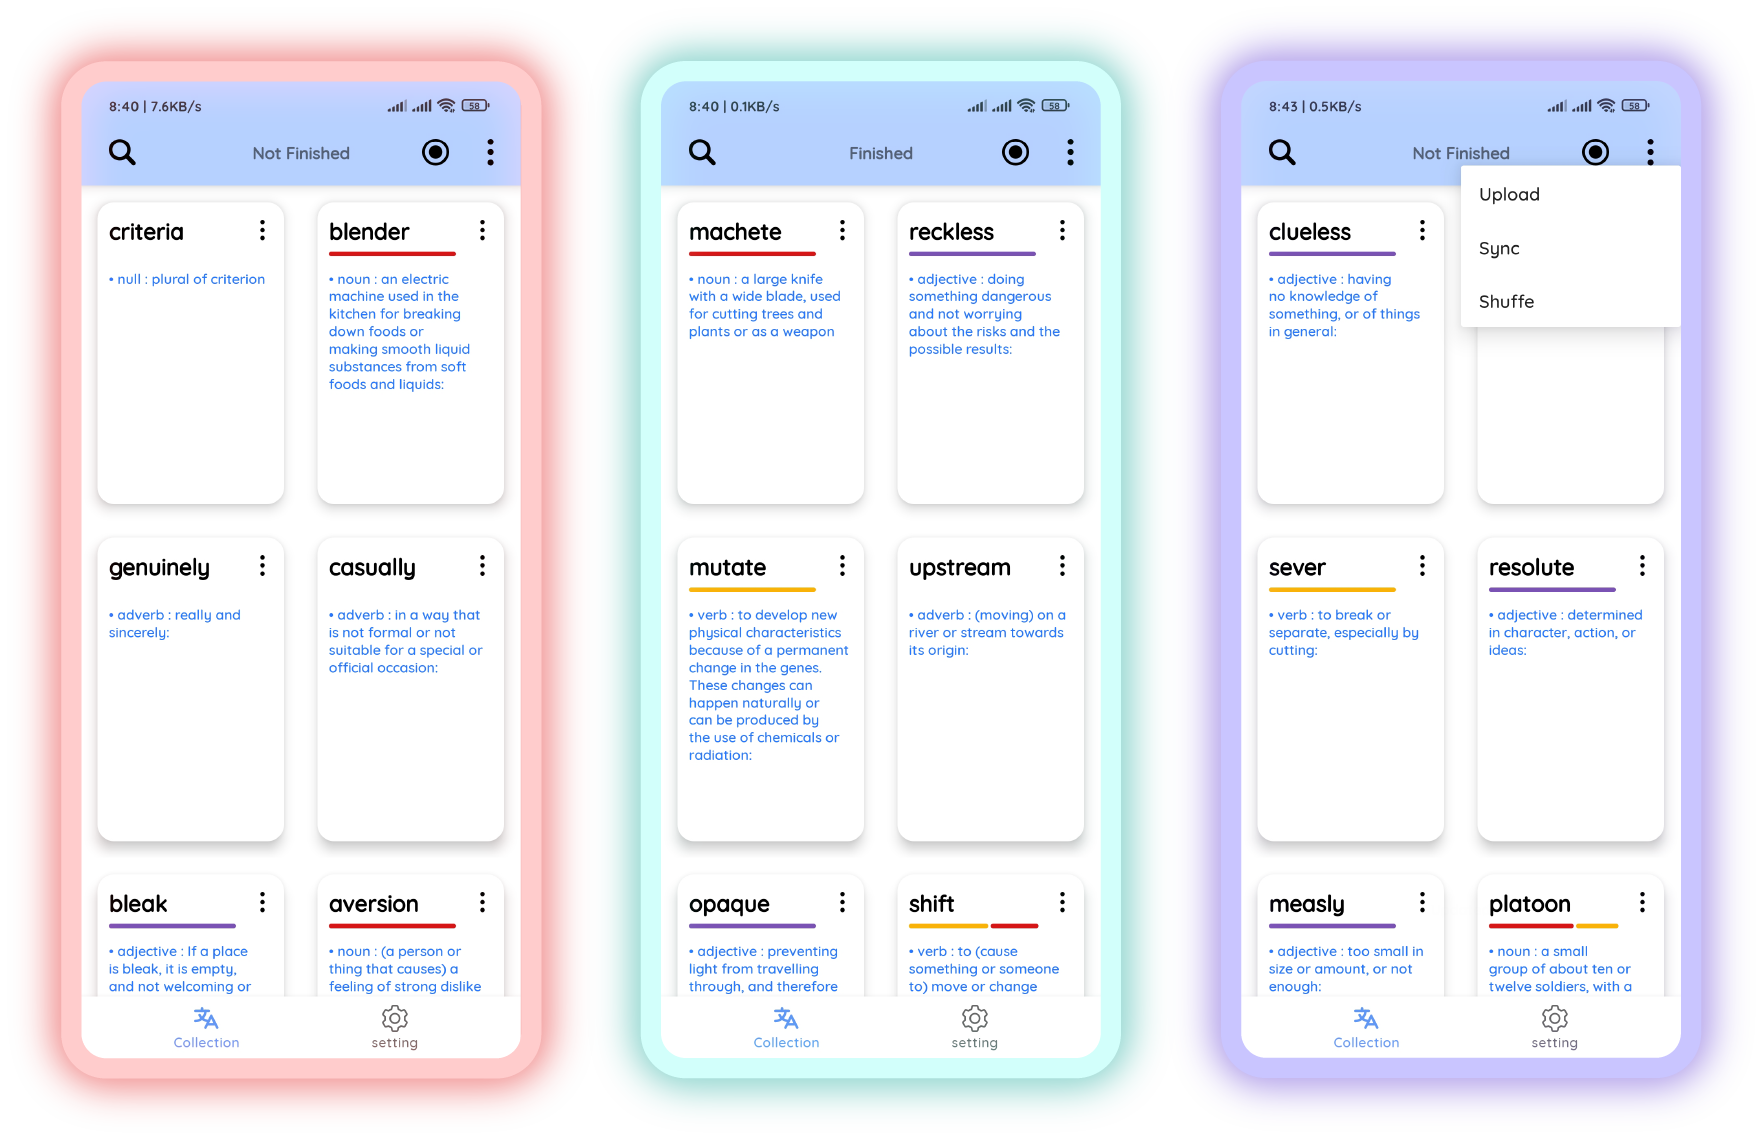 8:40 | 7.6KB/s
58
Not Finished
criteria
• null : plural of criterion
blender
• noun : an electric
machine used in the
kitchen for breaking
down foods or
making smooth liquid
substances from soft
foods and liquids:
genuinely
• adverb : really and
sincerely:
casually
• adverb : in a way that
is not formal or not
suitable for a special or
official occasion:
bleak
• adjective : If a place
is bleak, it is empty,
and not welcoming or
aversion
• noun : (a person or
thing that causes) a
feeling of strong dislike
Collection
setting
8:40 | 0.1KB/s
58
Finished
machete
• noun : a large knife
with a wide blade, used
for cutting trees and
plants or as a weapon
reckless
• adjective : doing
something dangerous
and not worrying
about the risks and the
possible results:
mutate
• verb : to develop new
physical characteristics
because of a permanent
change in the genes.
These changes can
happen naturally or
can be produced by
the use of chemicals or
radiation:
upstream
• adverb : (moving) on a
river or stream towards
its origin:
opaque
• adjective : preventing
light from travelling
through, and therefore
shift
• verb : to (cause
something or someone
to) move or change
Collection
setting
8:43 | 0.5KB/s
58
Not Finished
Upload
Sync
Shuffe
clueless
• adjective : having
no knowledge of
something, or of things
in general:
sever
• verb : to break or
separate, especially by
cutting:
resolute
• adjective : determined
in character, action, or
ideas:
measly
• adjective : too small in
size or amount, or not
enough:
platoon
• noun : a small
group of about ten or
twelve soldiers, with a
Collection
setting